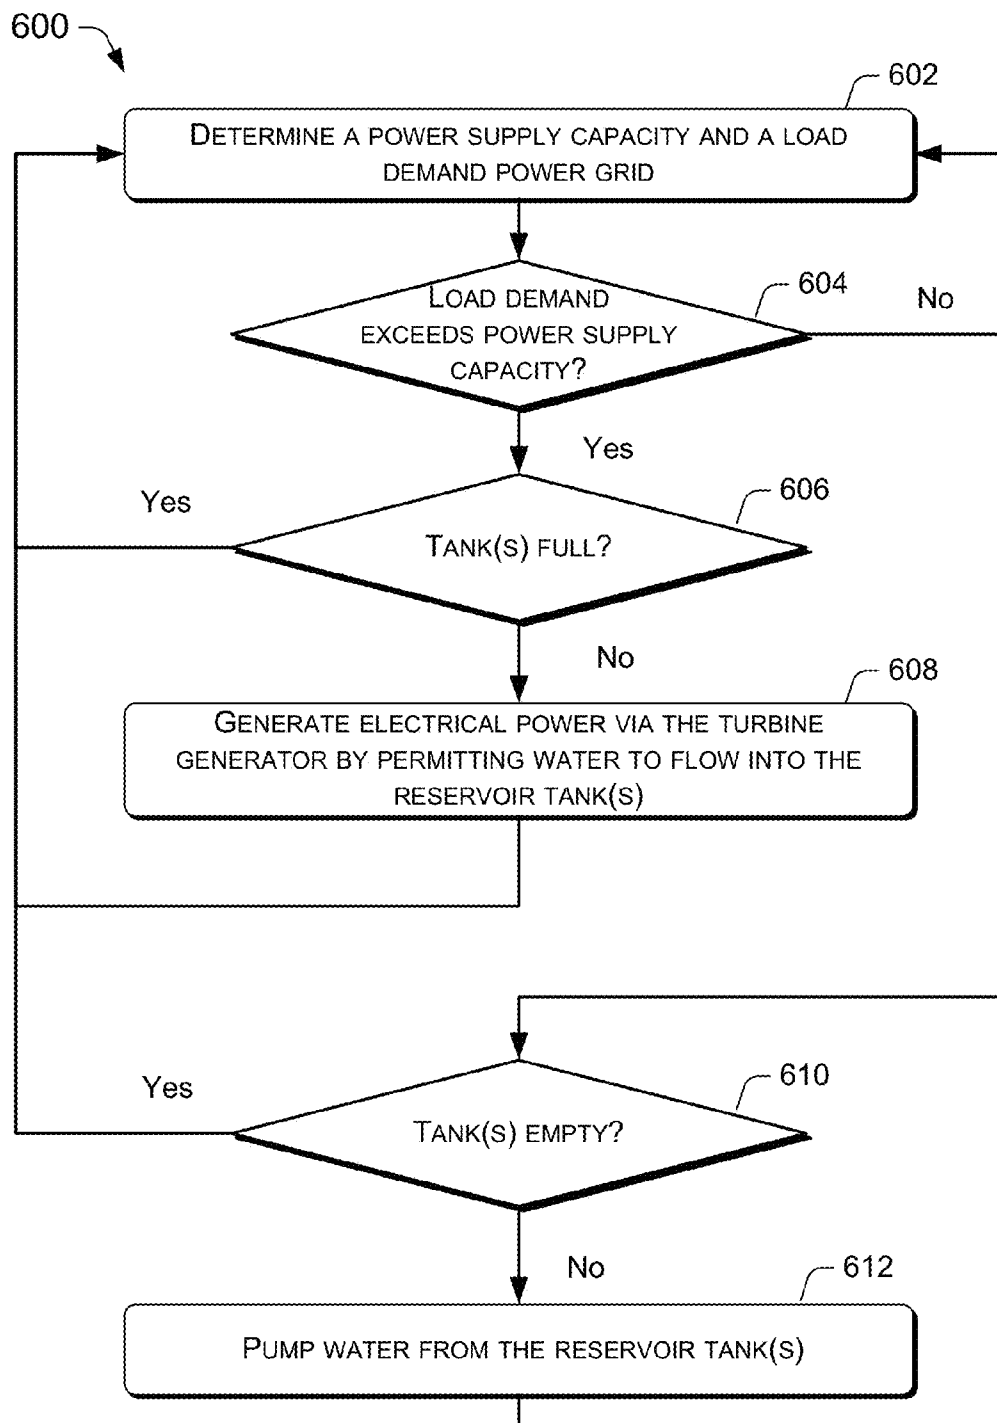 600
602
DETERMINE A POWER SUPPLY CAPACITY AND A LOAD
DEMAND POWER GRID
604
No
LOAD DEMAND
EXCEEDS POWER SUPPLY
CAPACITY?
Yes
Yes
606
TANK(S) FULL?
No
608
GENERATE ELECTRICAL POWER VIA THE TURBINE
GENERATOR BY PERMITTING WATER TO FLOW INTO THE
RESERVOIR TANK(S)
Yes
610
TANK(S) EMPTY?
No
612
PUMP WATER FROM THE RESERVOIR TANK(S)